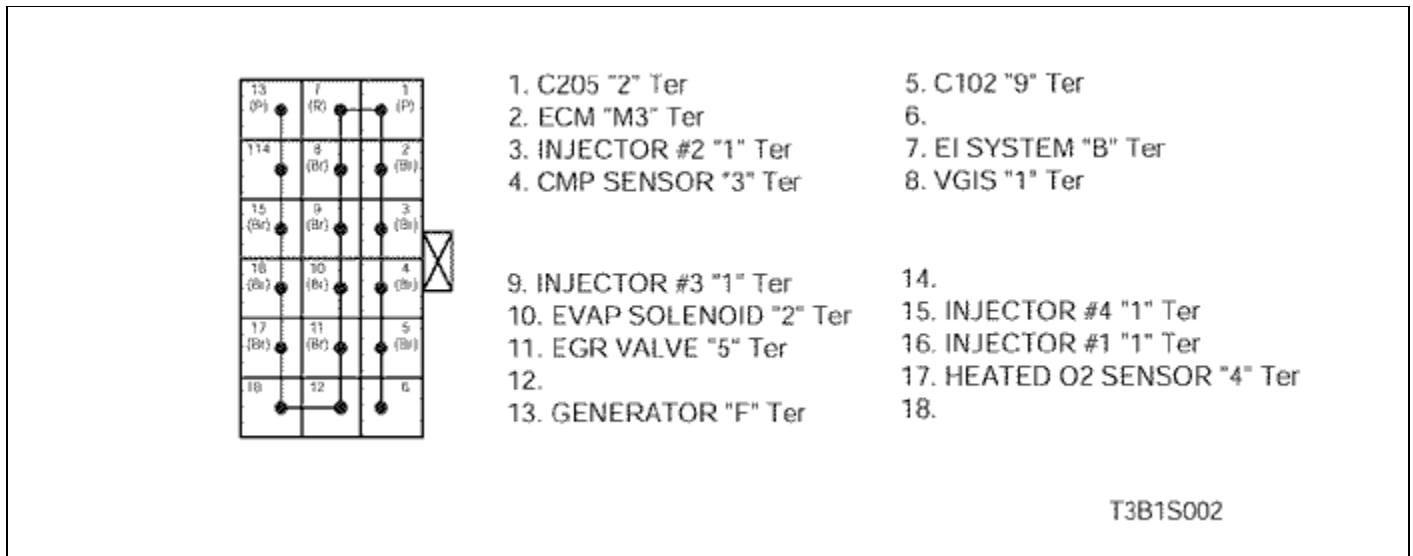 13 7 1
(P) (R) (P)
114 8 2
(Br) (Br)
15 9 3
(Br) (Br) (Br)
16 10 4
(Br) (Br) (Br)
17 11 5
(Br) (Br) (Br)
18 12 6
1. C205 "2" Ter
2. ECM "M3" Ter
3. INJECTOR #2 "1" Ter
4. CMP SENSOR "3" Ter
5. C102 "9" Ter
6.
7. EI SYSTEM "B" Ter
8. VGIS "1" Ter
9. INJECTOR #3 "1" Ter
10. EVAP SOLENOID "2" Ter
11. EGR VALVE "5" Ter
12.
13. GENERATOR "F" Ter
14.
15. INJECTOR #4 "1" Ter
16. INJECTOR #1 "1" Ter
17. HEATED O2 SENSOR "4" Ter
18.
T3B1S002